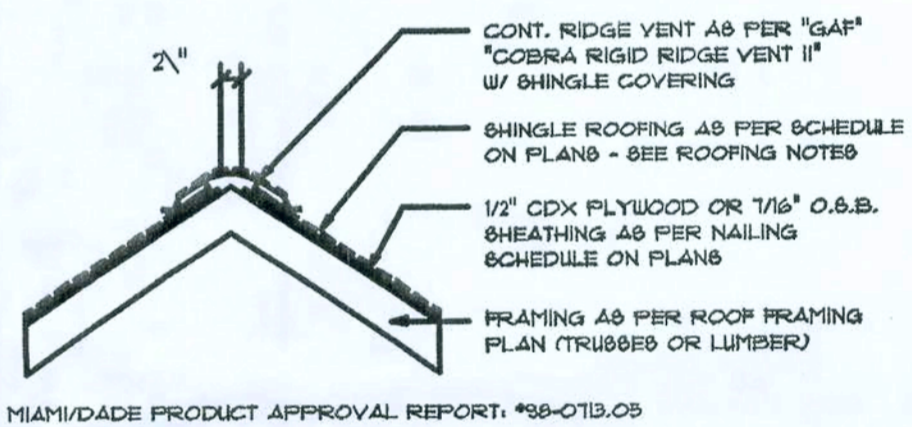 2\"
CONT. RIDGE VENT AS PER "GAF"
"COBRA RIGID RIDGE VENT II"
W/ SHINGLE COVERING
SHINGLE ROOFING AS PER SCHEDULE
ON PLANS - SEE ROOFING NOTES
1/2" CDX PLYWOOD OR 7/16" O.S.B.
SHEATHING AS PER NAILING
SCHEDULE ON PLANS
FRAMING AS PER ROOF FRAMING
PLAN (TRUSSES OR LUMBER)
MIAMI/DADE PRODUCT APPROVAL REPORT: #98-0713.05